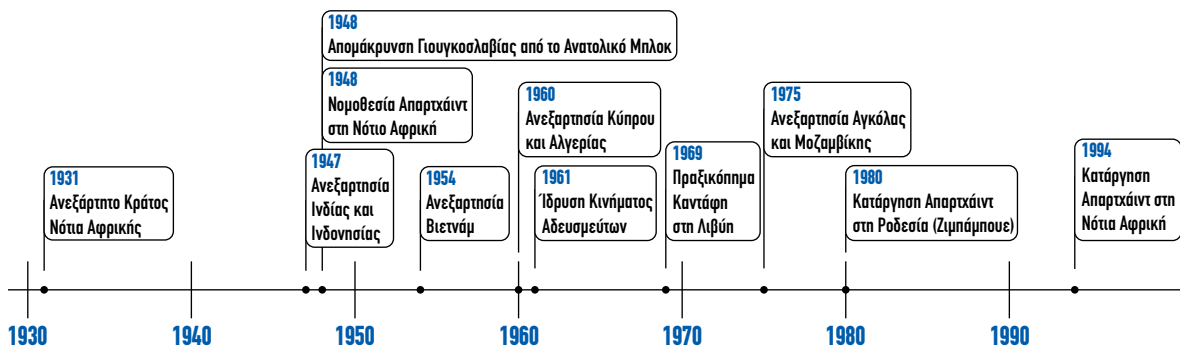 1948
Απομάκρυνση Γιουγκοσλαβίας από το Ανατολικό Μπλοκ
1948
Νομοθεσία Απαρτχάιντ
στη Νότιο Αφρική
1960
Ανεξαρτησία Κύπρου
και Αλγερίας
1975
Ανεξαρτησία Αγκόλας
και Μοζαμβίκης
1931
Ανεξάρτητο Κράτος
Νότια Αφρικής
1947
Ανεξαρτησία
Ινδίας και
Ινδονησίας
1954
Ανεξαρτησία
Βιετνάμ
1961
Ίδρυση Κινήματος
Αδευσμεύτων
1969
Πραξικόπημα
Καντάφη
στη Λιβύη
1980
Κατάργηση Απαρτχάιντ
στη Ροδεσία (Ζιμπάμπουε)
1994
Κατάργηση
Απαρτχάιντ στη
Νότια Αφρική
1930
1940
1950
1960
1970
1980
1990